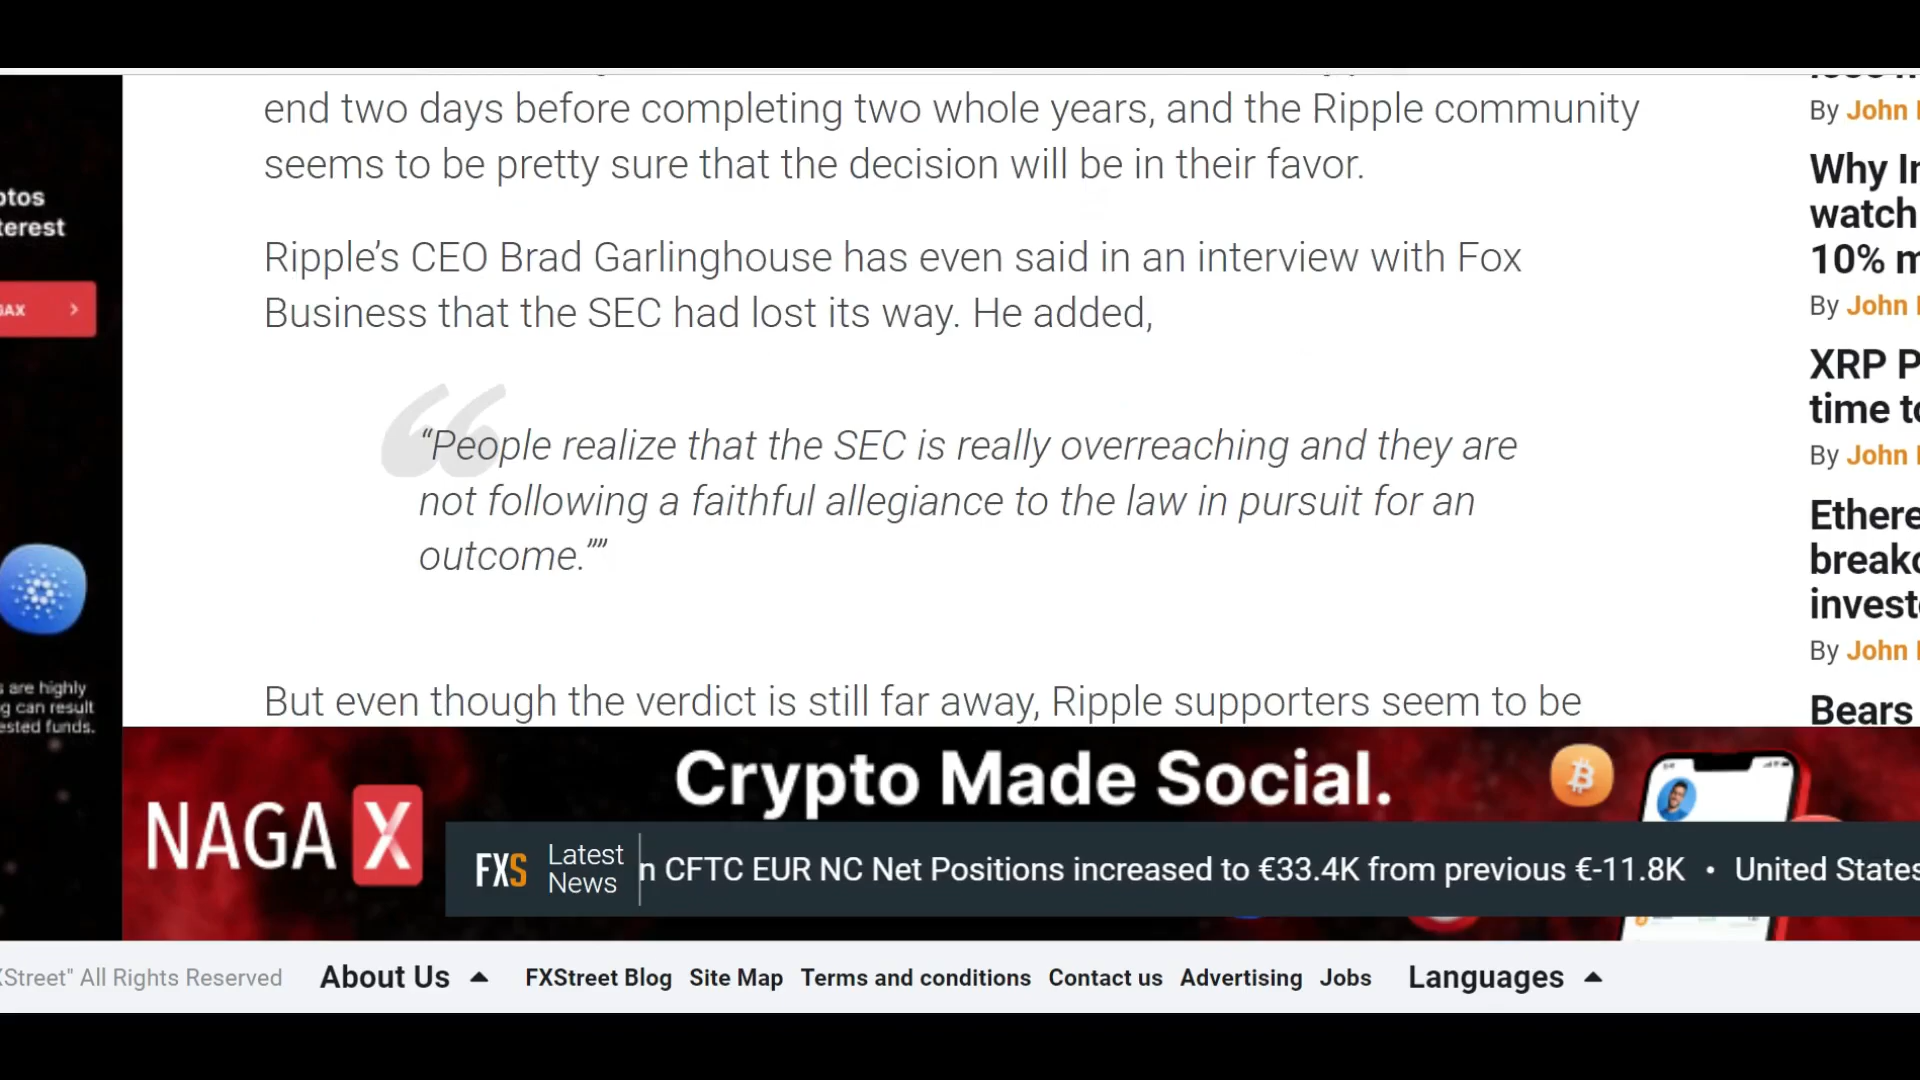 end two days before completing two whole years, and the Ripple community
seems to be pretty sure that the decision will be in their favor.
Ripple’s CEO Brad Garlinghouse has even said in an interview with Fox
Business that the SEC had lost its way. He added,
“People realize that the SEC is really overreaching and they are
not following a faithful allegiance to the law in pursuit for an
outcome.””
But even though the verdict is still far away, Ripple supporters seem to be
By John
Why
watch
10%
By John
XRP P
time
By John
By John
Bears
are highly
g can result
funds.
NAGA X
Crypto Made Social.
FXS
Latest
News
n CFTC EUR NC Net Positions increased to €33.4K from previous €-11.8K • United States
Street" All Rights Reserved
About Us
FXStreet Blog Site Map Terms and conditions Contact us Advertising Jobs
Languages